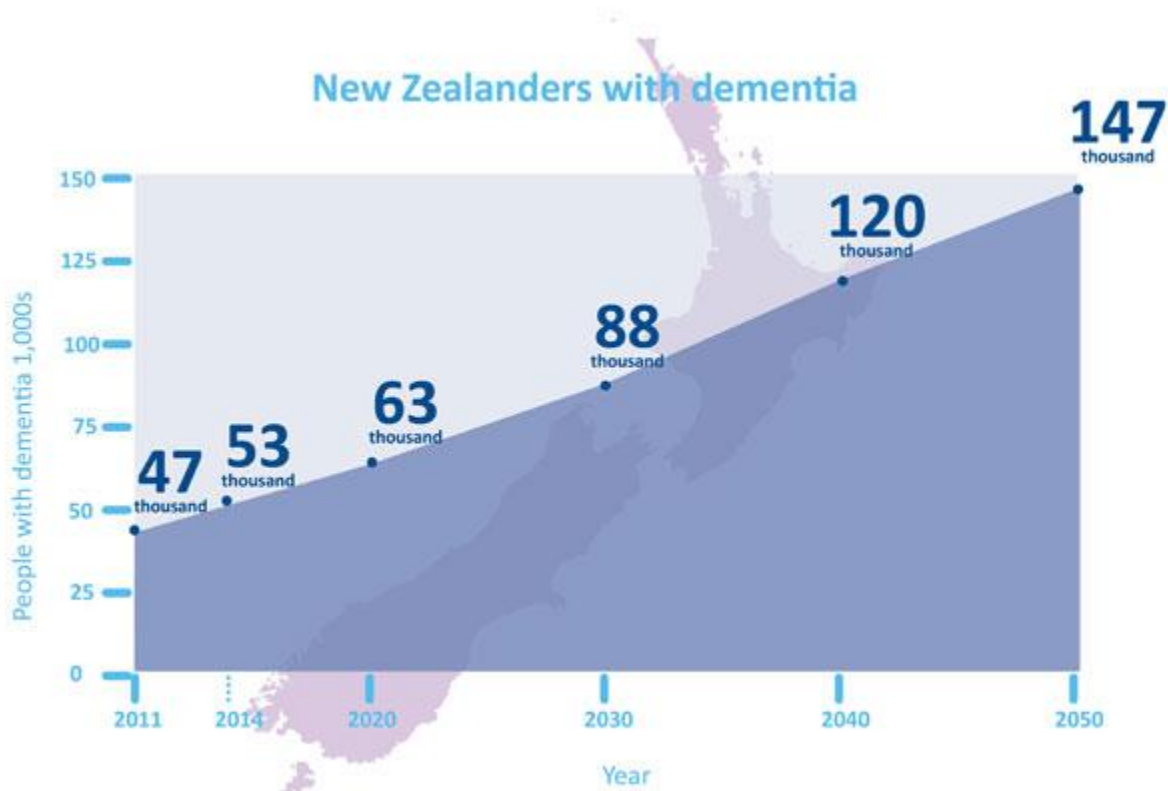 New Zealanders with dementia
147
thousand
120
thousand
88
thousand
63
thousand
53
thousand
47
thousand
People with dementia 1,000s
150
125
100
75
50
25
0
2011 2014 2020 2030 2040 2050
Year